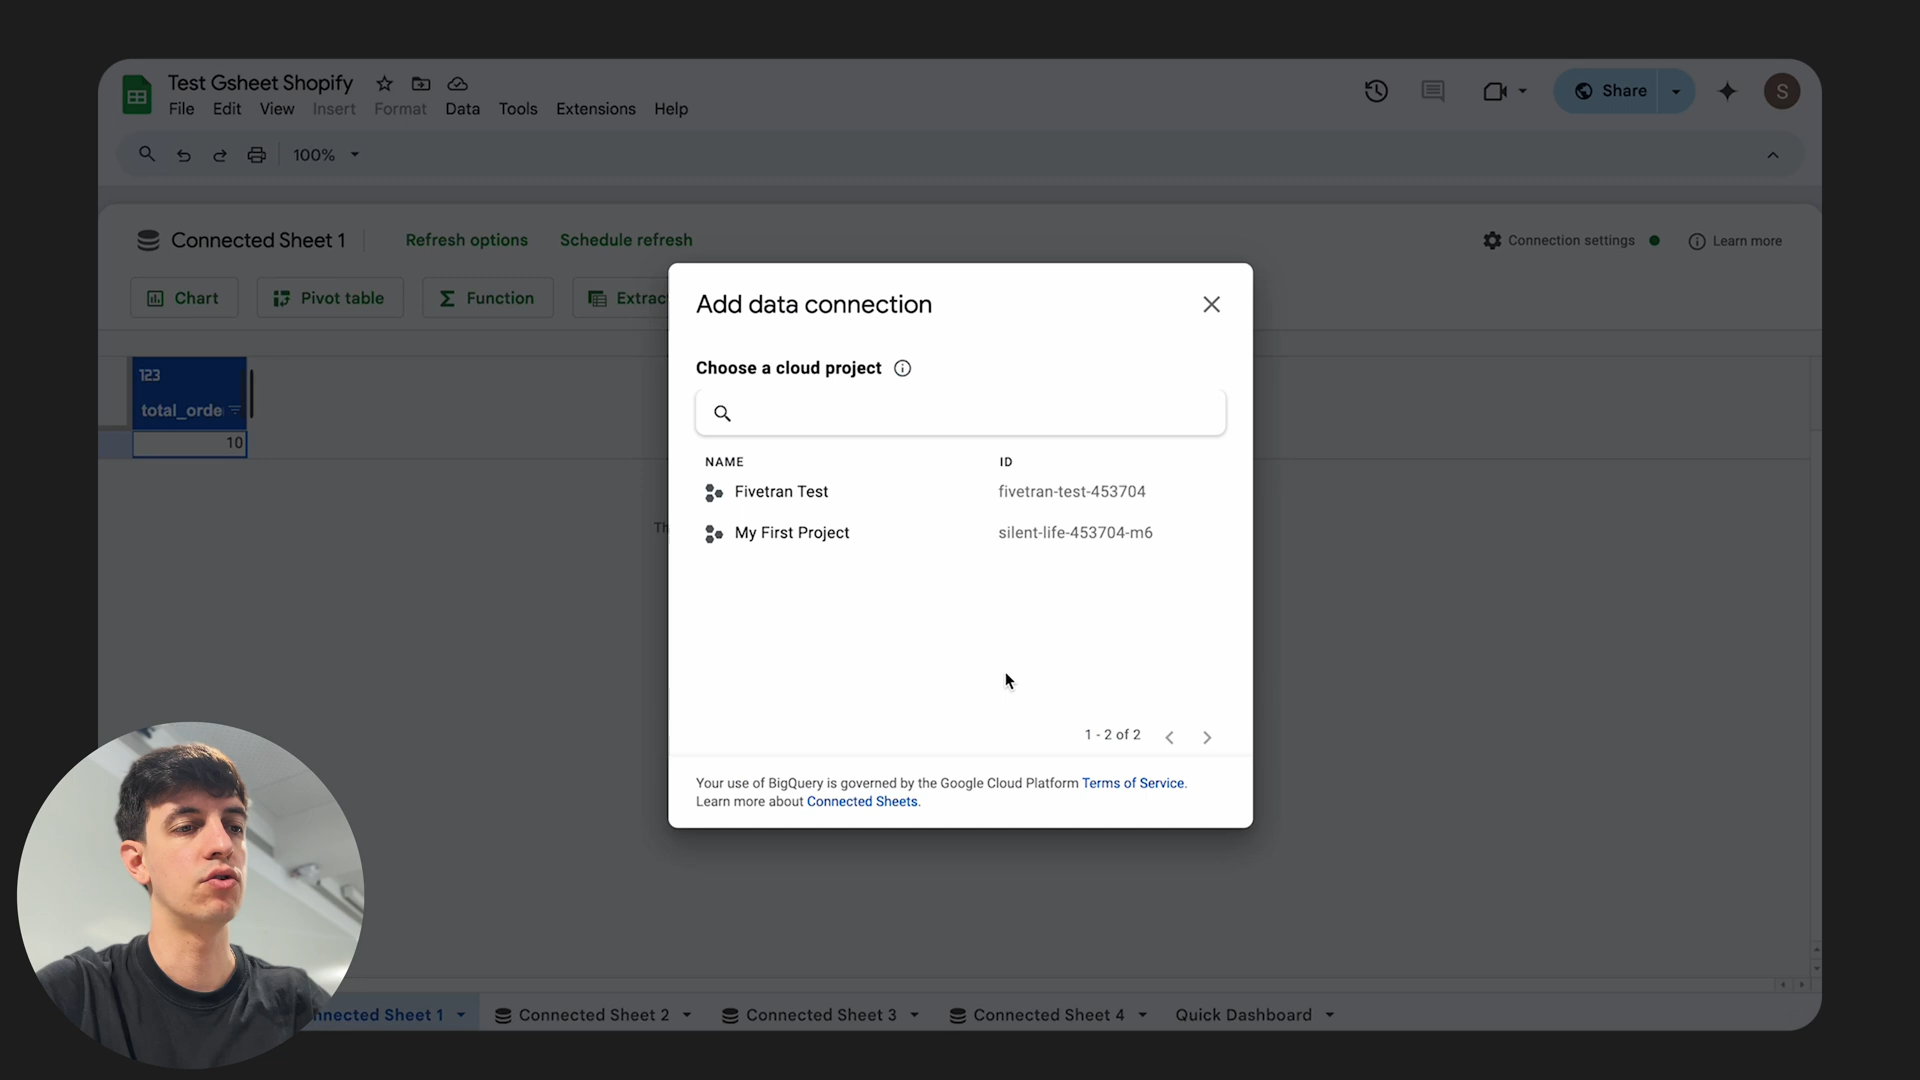 Test Gsheet Shopify
File Edit View Insert Format Data Tools Extensions Help
Share
S
100%
Connected Sheet 1
Refresh options
Schedule refresh
Connection settings
Learn more
Chart
Pivot table
Function
Extrac
123
total_orde
10
Th
Add data connection
Choose a cloud project
NAME ID
Fivetran Test fivetran-test-453704
My First Project silent-life-453704-m6
1 - 2 of 2
Your use of BigQuery is governed by the Google Cloud Platform Terms of Service.
Learn more about Connected Sheets.
nnected Sheet 1 Connected Sheet 2 Connected Sheet 3 Connected Sheet 4 Quick Dashboard